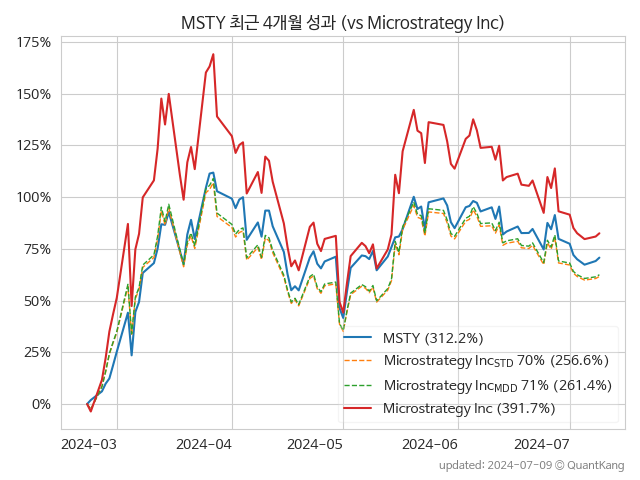 MSTY 최근 4개월 성과 (vs Microstrategy Inc)
175%
150%
125%
100%
75%
50%
25%
0%
MSTY (312.2%)
Microstrategy Inc_STD 70% (256.6%)
Microstrategy Inc_MDD 71% (261.4%)
Microstrategy Inc (391.7%)
2024-03 2024-04 2024-05 2024-06 2024-07
updated: 2024-07-09 © QuantKang